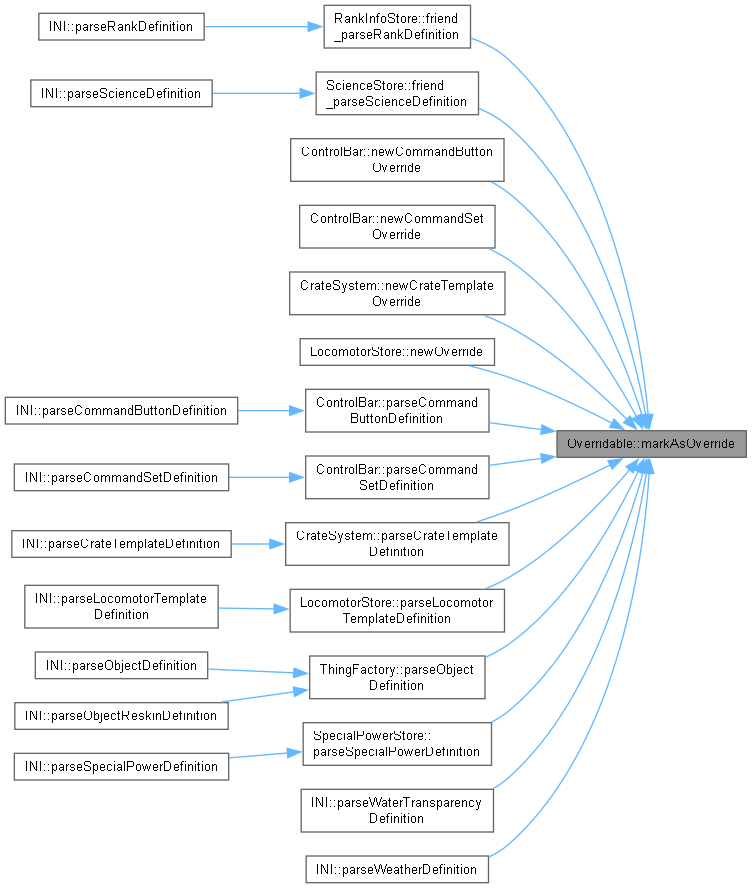 INI::parseRankDefinition
RankInfoStore::friend
_parseRankDefinition
INI::parseScienceDefinition
ScienceStore::friend
_parseScienceDefinition
ControlBar::newCommandButton
Override
ControlBar::newCommandSet
Override
CrateSystem::newCrateTemplate
Override
LocomotorStore::newOverride
INI::parseCommandButtonDefinition
ControlBar::parseCommand
ButtonDefinition
Overridable::markAsOverride
INI::parseCommandSetDefinition
ControlBar::parseCommand
SetDefinition
INI::parseCrateTemplateDefinition
CrateSystem::parseCrateTemplate
Definition
INI::parseLocomotorTemplate
Definition
LocomotorStore::parseLocomotor
TemplateDefinition
INI::parseObjectDefinition
ThingFactory::parseObject
Definition
INI::parseObjectReskinDefinition
SpecialPowerStore::
parseSpecialPowerDefinition
INI::parseSpecialPowerDefinition
INI::parseWaterTransparency
Definition
INI::parseWeatherDefinition